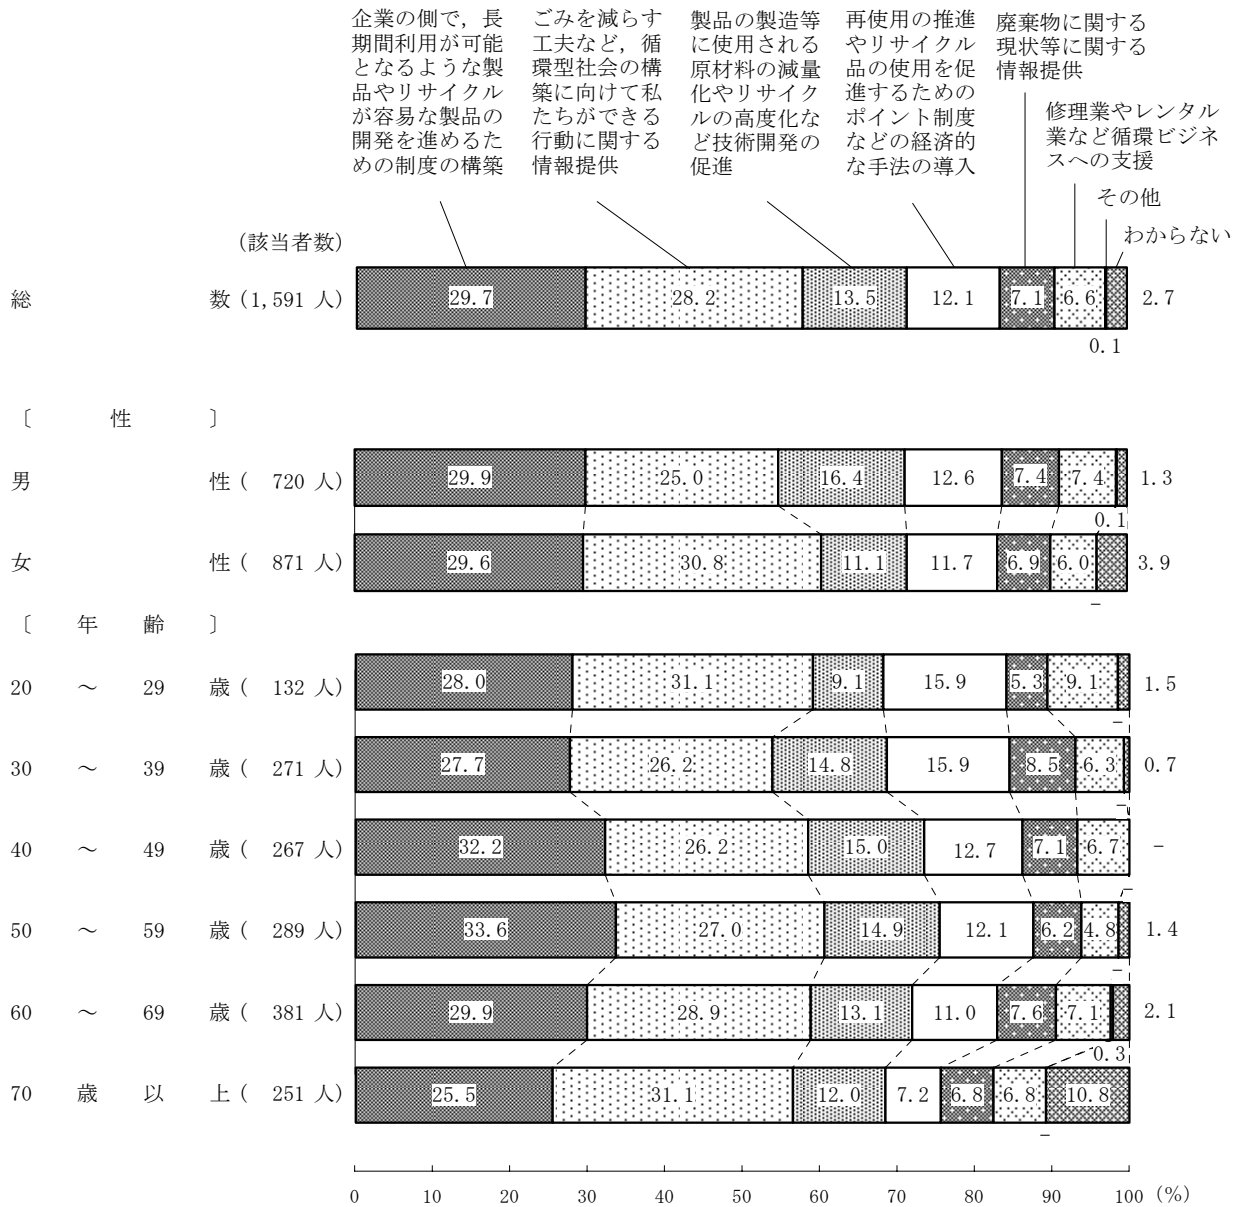 企業の側で，長
期間利用が可能
となるような製
品やリサイクル
が容易な製品の
開発を進めるた
めの制度の構築
ごみを減らす
工夫など，循
環型社会の構
築に向けて私
たちができる
行動に関する
情報提供
製品の製造等
に使用される
原材料の減量
化やリサイク
ルの高度化な
ど技術開発の
促進
再使用の推進
やリサイクル
品の使用を促
進するための
ポイント制度
などの経済的
な手法の導入
廃棄物に関する
現状等に関する
情報提供
修理業やレンタル
業など循環ビジネ
スへの支援
その他
わからない
(該当者数)
総 数 (1,591 人) 29.7 28.2 13.5 12.1 7.1 6.6 2.7
0.1
〔 性 〕
男 性 ( 720 人) 29.9 25.0 16.4 12.6 7.4 7.4 1.3
0.1
女 性 ( 871 人) 29.6 30.8 11.1 11.7 6.9 6.0 3.9
－
〔 年 齢 〕
20 ～ 29 歳 ( 132 人) 28.0 31.1 9.1 15.9 5.3 9.1 1.5
－
30 ～ 39 歳 ( 271 人) 27.7 26.2 14.8 15.9 8.5 6.3 0.7
－
40 ～ 49 歳 ( 267 人) 32.2 26.2 15.0 12.7 7.1 6.7 －
－
50 ～ 59 歳 ( 289 人) 33.6 27.0 14.9 12.1 6.2 4.8 1.4
－
60 ～ 69 歳 ( 381 人) 29.9 28.9 13.1 11.0 7.6 7.1 2.1
0.3
70 歳 以 上 ( 251 人) 25.5 31.1 12.0 7.2 6.8 6.8 10.8
－
0 10 20 30 40 50 60 70 80 90 100 (%)